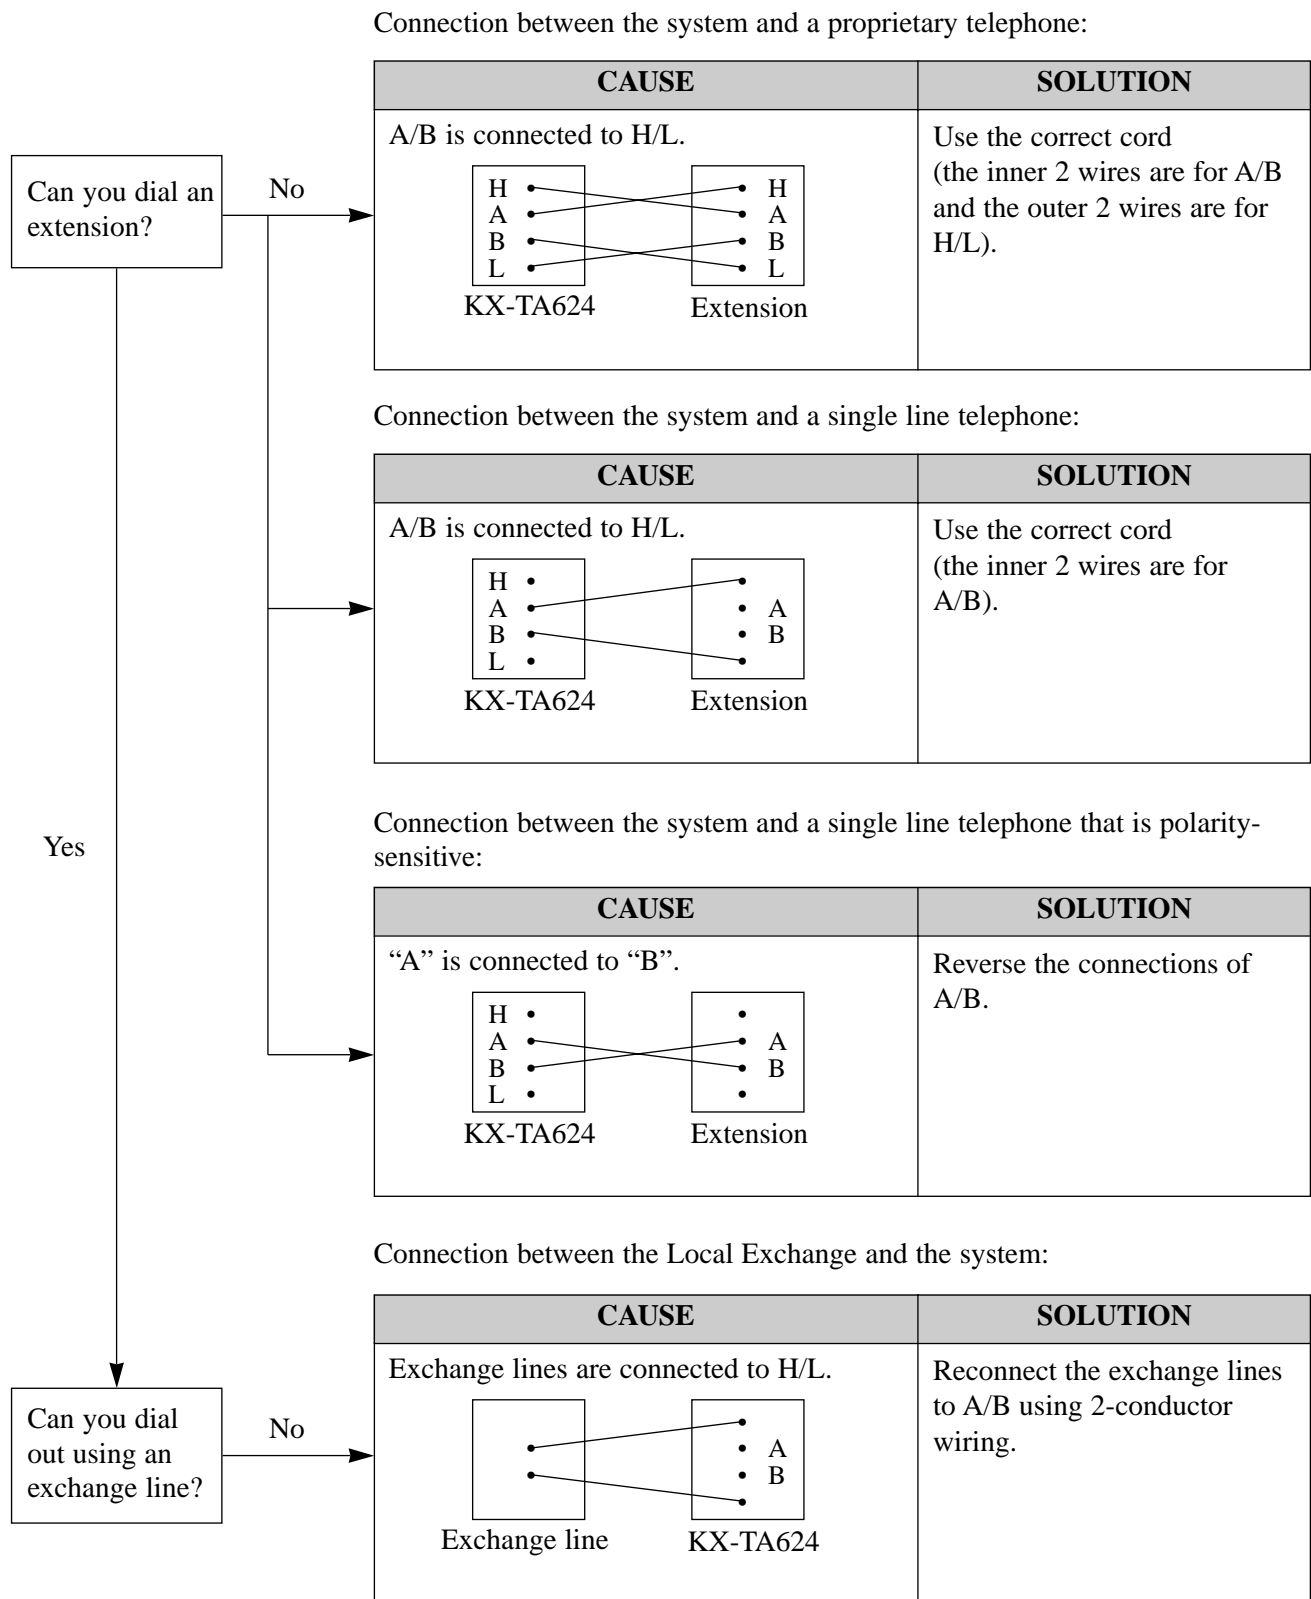 Connection between the system and a proprietary telephone:
CAUSE
SOLUTION
A/B is connected to H/L.
H
A
B
L
H
A
B
L
KX-TA624
Extension
Use the correct cord
(the inner 2 wires are for A/B
and the outer 2 wires are for
H/L).
Can you dial an
extension?
No
Connection between the system and a single line telephone:
CAUSE
SOLUTION
A/B is connected to H/L.
H
A
B
L
A
B
KX-TA624
Extension
Use the correct cord
(the inner 2 wires are for
A/B).
Yes
Connection between the system and a single line telephone that is polarity-
sensitive:
CAUSE
SOLUTION
“A” is connected to “B”.
H
A
B
L
A
B
KX-TA624
Extension
Reverse the connections of
A/B.
Connection between the Local Exchange and the system:
CAUSE
SOLUTION
Exchange lines are connected to H/L.
A
B
Exchange line
KX-TA624
Reconnect the exchange lines
to A/B using 2-conductor
wiring.
Can you dial
out using an
exchange line?
No